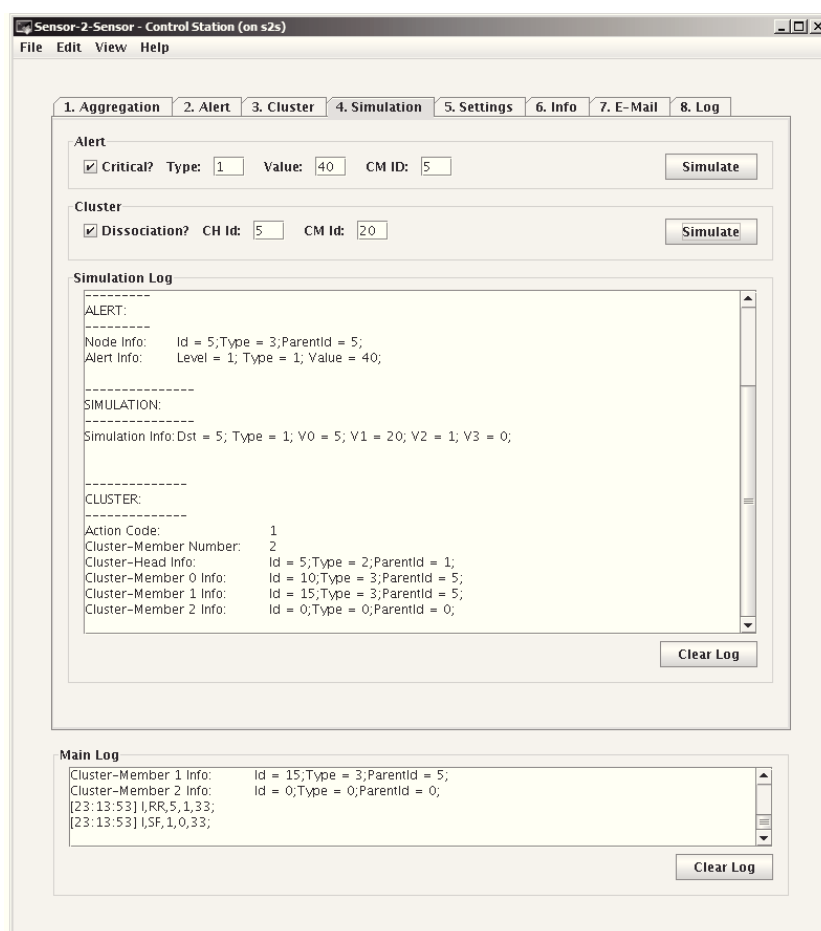 Sensor-2-Sensor - Control Station (on s2s)
File Edit View Help
1. Aggregation 2. Alert 3. Cluster 4. Simulation 5. Settings 6. Info 7. E-Mail 8. Log
Alert
Critical? Type: 1 Value: 40 CM ID: 5 Simulate
Cluster
Dissociation? CH Id: 5 CM Id: 20 Simulate
Simulation Log
---------
ALERT:
---------
Node Info: Id = 5;Type = 3;ParentId = 5;
Alert Info: Level = 1; Type = 1; Value = 40;
---------------
SIMULATION:
---------------
Simulation Info: Dst = 5; Type = 1; V0 = 5; V1 = 20; V2 = 1; V3 = 0;
--------------
CLUSTER:
--------------
Action Code: 1
Cluster-Member Number: 2
Cluster-Head Info: Id = 5;Type = 2;ParentId = 1;
Cluster-Member 0 Info: Id = 10;Type = 3;ParentId = 5;
Cluster-Member 1 Info: Id = 15;Type = 3;ParentId = 5;
Cluster-Member 2 Info: Id = 0;Type = 0;ParentId = 0;
Clear Log
Main Log
Cluster-Member 1 Info: Id = 15;Type = 3;ParentId = 5;
Cluster-Member 2 Info: Id = 0;Type = 0;ParentId = 0;
[23:13:53] I,RR,5,1,33;
[23:13:53] I,SF,1,0,33;
Clear Log